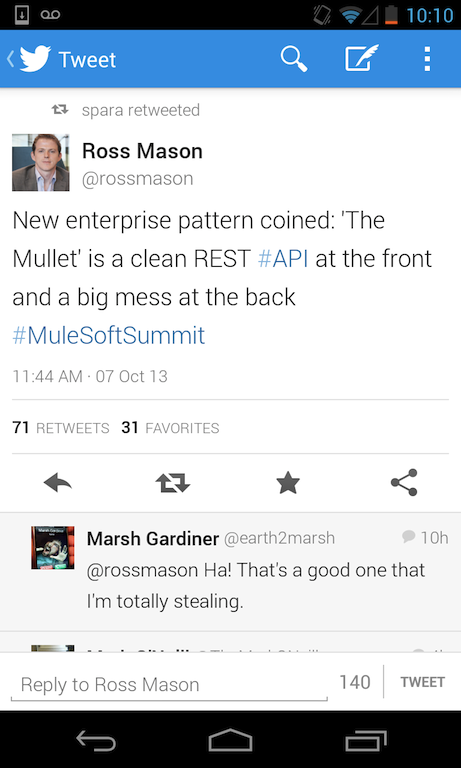 10:10
Tweet
spara retweeted
Ross Mason
@rossmason
New enterprise pattern coined: 'The
Mullet' is a clean REST #API at the front
and a big mess at the back
#MuleSoftSummit
11:44 AM · 07 Oct 13
71 RETWEETS 31 FAVORITES
Marsh Gardiner @earth2marsh 10h
@rossmason Ha! That's a good one that
I'm totally stealing.
Reply to Ross Mason 140 TWEET